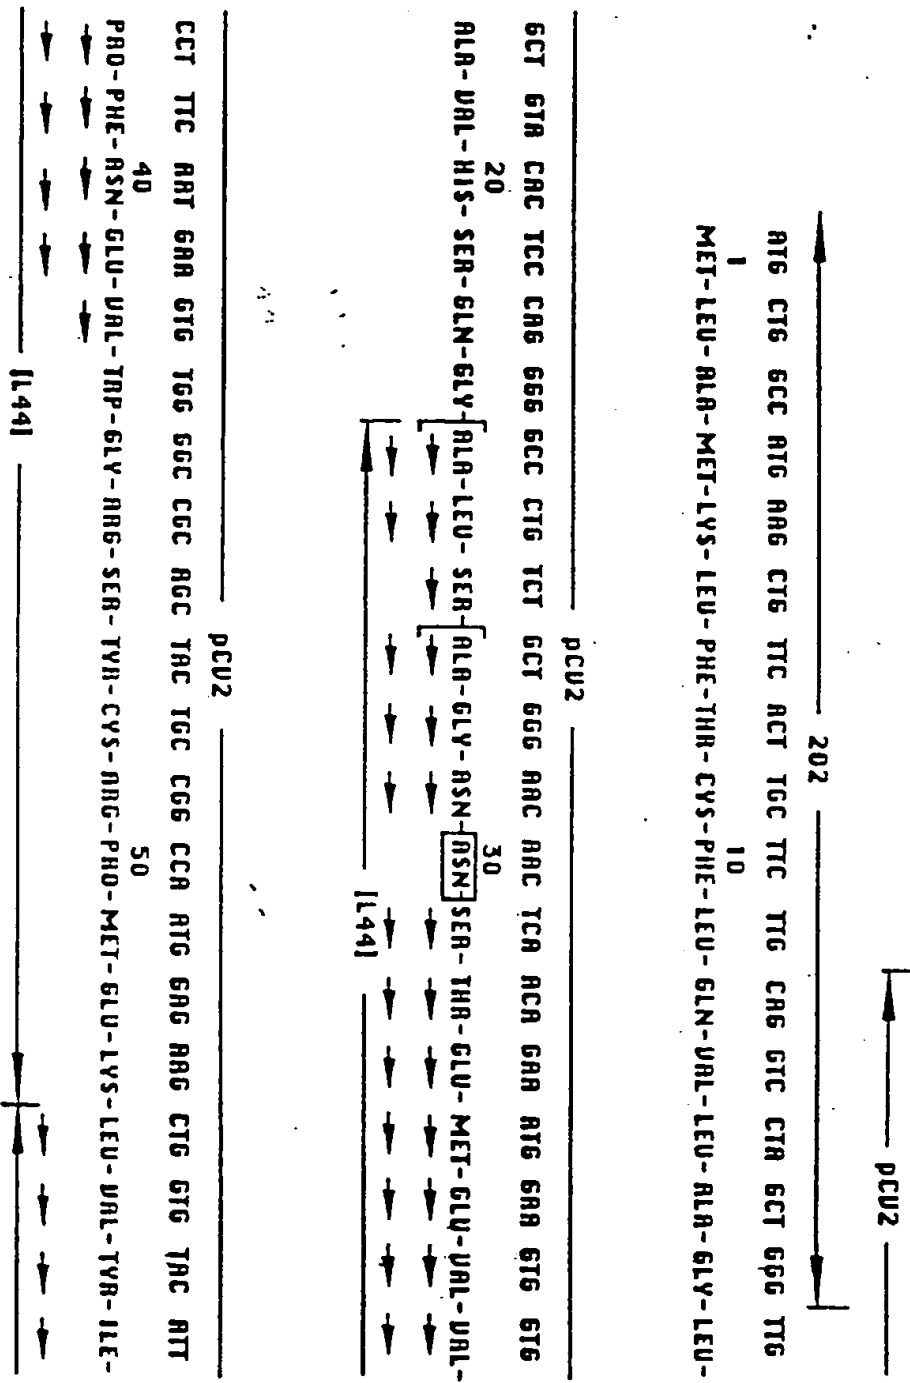 pCV2
202
ATG CTG GCC ATG AAG CTG TTC ACT TGC TTC TTG CAG GTC CTA GCT GGG TTG
1 10
MET-LEU-ALA-MET-LYS-LEU-PHE-THR-CYS-PHE-LEU-GLN-VAL-LEU-ALA-GLY-LEU-
pCV2
GCT GTA CAC TCC CAG GGG GCC CTG TCT GCT GGG AAC AAC TCA ACA GAA ATG GAA GTG GTG
20 30
ALA-VAL-HIS-SER-GLN-GLY-[ALA-LEU-SER-[ALA-GLY-ASN-ASN-SER-THR-GLU-MET-GLU-VAL-VAL-
[L44]
pCV2
CCT TTC AAT GAA GTG TGG GGC CGC AGC TAC TGC CGG CCA ATG GAG AAG CTG GTG TAC ATT
40 50
PRO-PHE-ASN-GLU-VAL-TRP-GLY-ARG-SER-TYR-CYS-ARG-PRO-MET-GLU-LYS-LEU-VAL-TYR-ILE-
[L44]